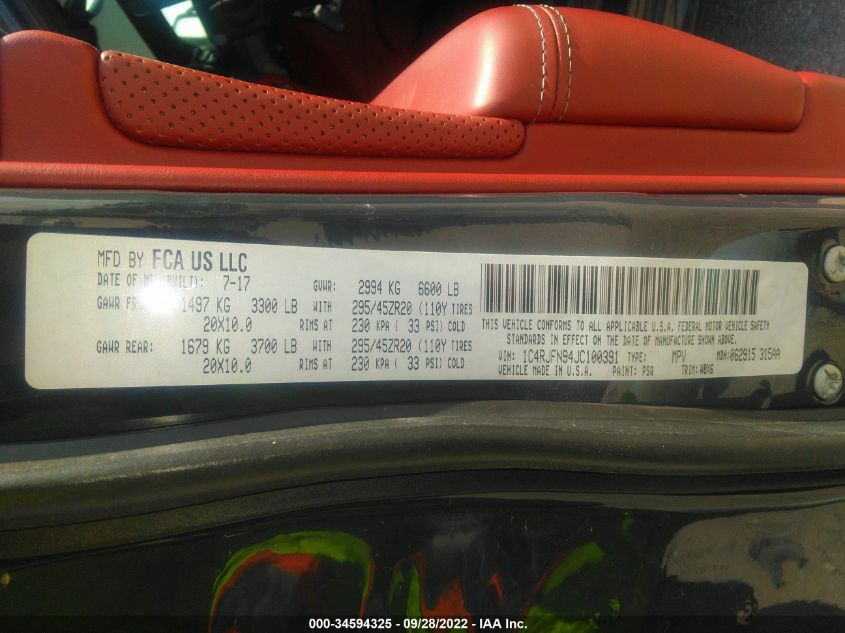 MFD BY FCA US LLC
DATE OF M 7-17 GVWR: 2994 KG 6600 LB
GAWR 1497 KG 3300 LB WITH 295/45ZR20 (110Y TIRES
20X10.0 RIMS AT 230 KPA ( 33 PSI) COLD
GAWR REAR: 1679 KG 3700 LB WITH 295/45ZR20 (110Y TIRES
20X10.0 RIMS AT 230 KPA ( 33 PSI) COLD
THIS VEHICLE CONFORMS TO ALL APPLICABLE U.S.A. FEDERAL MOTOR VEHICLE SAFETY
STANDARDS IN EFFECT ON THE DATE OF MANUFACTURE SHOWN ABOVE.
VIN: 1C4RJFN94JC100391 TYPE: MPV MDH: 062915 315AA
VEHICLE MADE IN U.S.A. PAINT: PSQ TRIM:
000-34594325 - 09/28/2022 - IAA Inc.